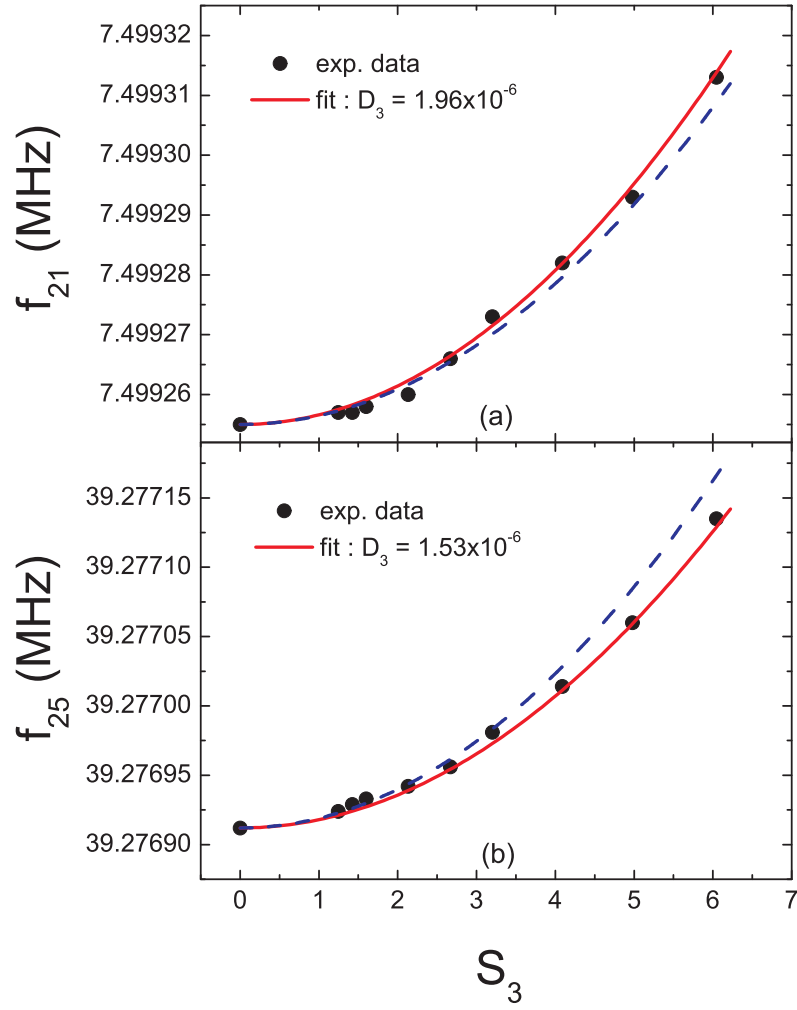 7.49932
7.49931
7.49930
7.49929
7.49928
7.49927
7.49926
f₂₁ (MHz)
exp. data
fit : D₃ = 1.96x10⁻⁶
(a)
39.27715
39.27710
39.27705
39.27700
39.27695
39.27690
f₂₅ (MHz)
exp. data
fit : D₃ = 1.53x10⁻⁶
(b)
0 1 2 3 4 5 6 7
S₃